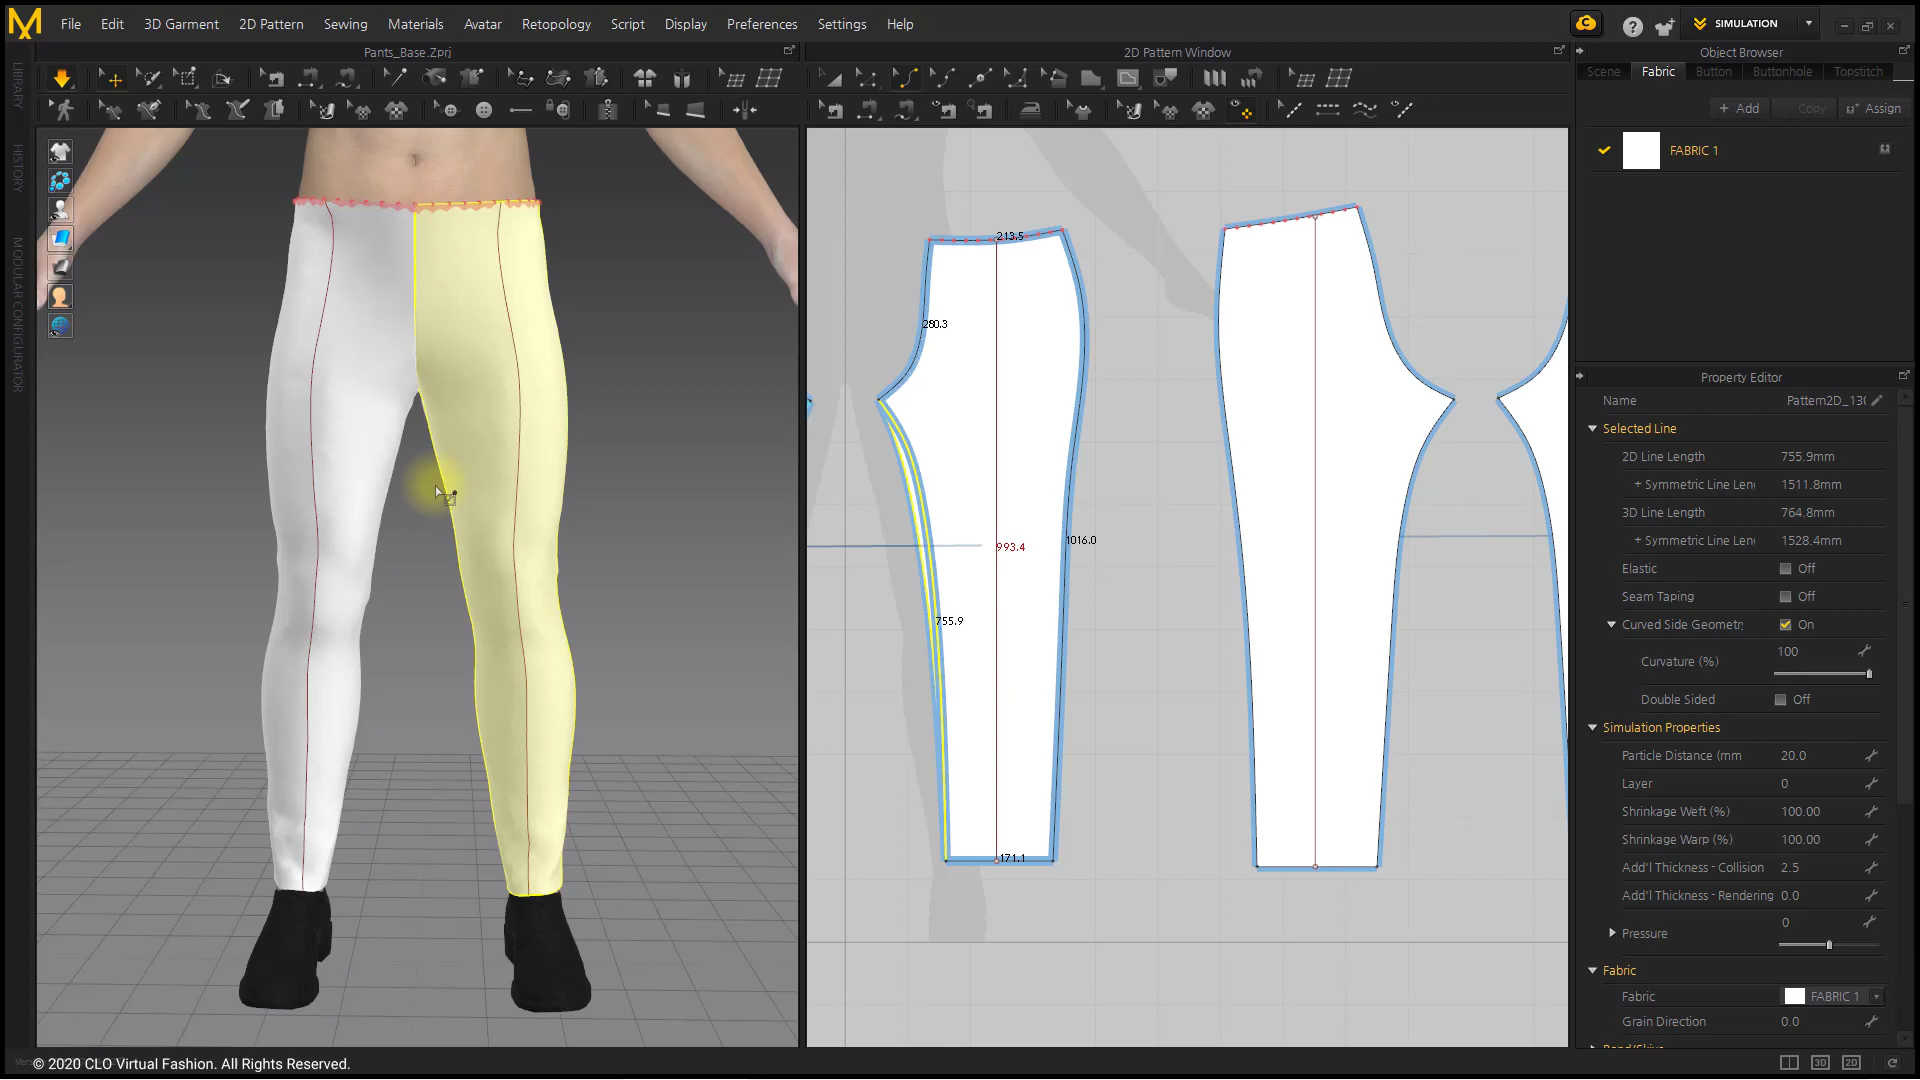 File Edit 3D Garment 2D Pattern Sewing Materials Avatar Retopology Script Display Preferences Settings Help
SIMULATION
Pants_Base.Zprj
2D Pattern Window
Object Browser
Scene Fabric Button Buttonhole Topstitch
+ Add Copy Assign
FABRIC 1
LIBRARY
HISTORY
MODULAR CONFIGURATOR
213.5
280.3
993.4
1016.0
755.9
171.1
Property Editor
Name Pattern2D_130
Selected Line
2D Line Length 755.9mm
+ Symmetric Line Len 1511.8mm
3D Line Length 764.8mm
+ Symmetric Line Len 1528.4mm
Elastic Off
Seam Taping Off
Curved Side Geometr On
Curvature (%) 100
Double Sided Off
Simulation Properties
Particle Distance (mm 20.0
Layer 0
Shrinkage Weft (%) 100.00
Shrinkage Warp (%) 100.00
Add'l Thickness - Collision 2.5
Add'l Thickness - Rendering 0.0
Pressure 0
Fabric
Fabric FABRIC 1
Grain Direction 0.0
3D 2D
© 2020 CLO Virtual Fashion. All Rights Reserved.